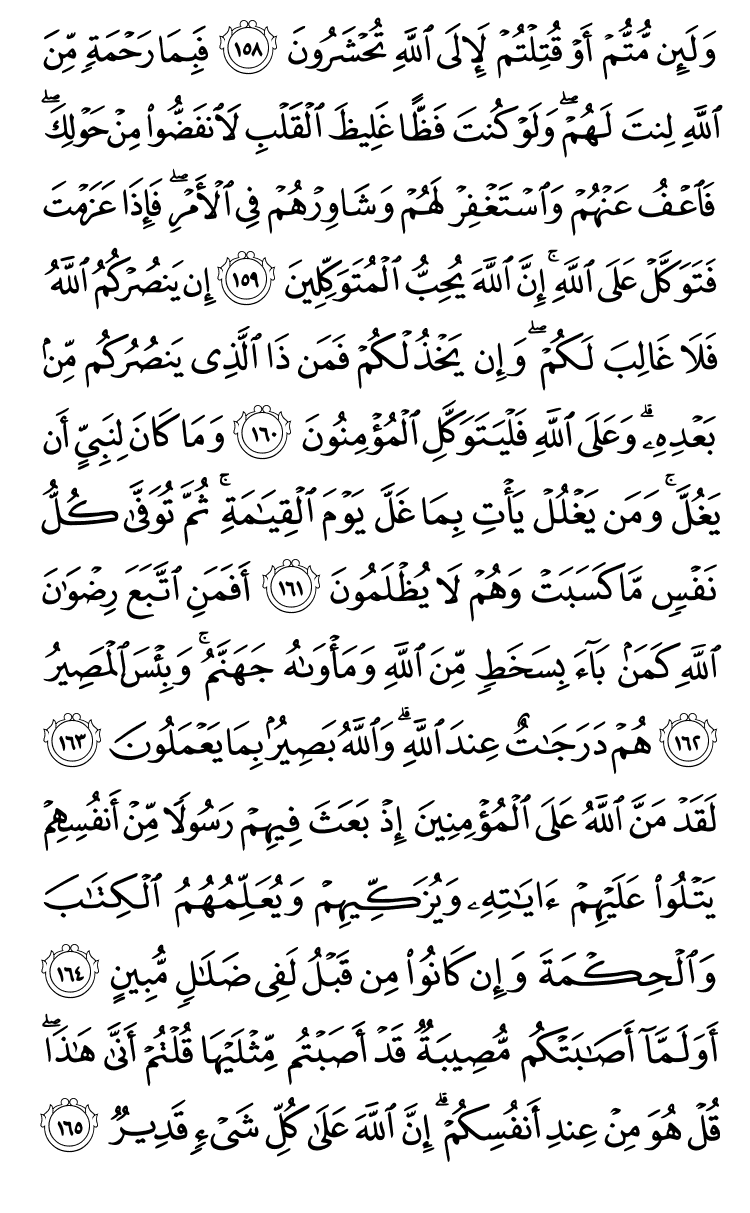 وَلَئِن مُّتُّمْ أَوْ قُتِلْتُمْ لَإِلَى ٱللَّهِ تُحْشَرُونَ ١٥٨ فَبِمَا رَحْمَةٍ مِّنَ
ٱللَّهِ لِنتَ لَهُمْ ۖ وَلَوْ كُنتَ فَظًّا غَلِيظَ ٱلْقَلْبِ لَٱنفَضُّوا۟ مِنْ حَوْلِكَ ۖ
فَٱعْفُ عَنْهُمْ وَٱسْتَغْفِرْ لَهُمْ وَشَاوِرْهُمْ فِى ٱلْأَمْرِ ۖ فَإِذَا عَزَمْتَ
فَتَوَكَّلْ عَلَى ٱللَّهِ ۚ إِنَّ ٱللَّهَ يُحِبُّ ٱلْمُتَوَكِّلِينَ ١٥٩ إِن يَنصُرْكُمُ ٱللَّهُ
فَلَا غَالِبَ لَكُمْ ۖ وَإِن يَخْذُلْكُمْ فَمَن ذَا ٱلَّذِى يَنصُرُكُم مِّنۢ
بَعْدِهِۦ ۗ وَعَلَى ٱللَّهِ فَلْيَتَوَكَّلِ ٱلْمُؤْمِنُونَ ١٦٠ وَمَا كَانَ لِنَبِىٍّ أَن
يَغُلَّ ۚ وَمَن يَغْلُلْ يَأْتِ بِمَا غَلَّ يَوْمَ ٱلْقِيَـٰمَةِ ۚ ثُمَّ تُوَفَّىٰ كُلُّ
نَفْسٍ مَّا كَسَبَتْ وَهُمْ لَا يُظْلَمُونَ ١٦١ أَفَمَنِ ٱتَّبَعَ رِضْوَٰنَ
ٱللَّهِ كَمَنۢ بَآءَ بِسَخَطٍ مِّنَ ٱللَّهِ وَمَأْوَىٰهُ جَهَنَّمُ ۚ وَبِئْسَ ٱلْمَصِيرُ
١٦٢ هُمْ دَرَجَـٰتٌ عِندَ ٱللَّهِ ۗ وَٱللَّهُ بَصِيرٌۢ بِمَا يَعْمَلُونَ ١٦٣
لَقَدْ مَنَّ ٱللَّهُ عَلَى ٱلْمُؤْمِنِينَ إِذْ بَعَثَ فِيهِمْ رَسُولًا مِّنْ أَنفُسِهِمْ
يَتْلُوا۟ عَلَيْهِمْ ءَايَـٰتِهِۦ وَيُزَكِّيهِمْ وَيُعَلِّمُهُمُ ٱلْكِتَـٰبَ
وَٱلْحِكْمَةَ وَإِن كَانُوا۟ مِن قَبْلُ لَفِى ضَلَـٰلٍ مُّبِينٍ ١٦٤
أَوَلَمَّآ أَصَـٰبَتْكُم مُّصِيبَةٌ قَدْ أَصَبْتُم مِّثْلَيْهَا قُلْتُمْ أَنَّىٰ هَـٰذَا ۖ
قُلْ هُوَ مِنْ عِندِ أَنفُسِكُمْ ۗ إِنَّ ٱللَّهَ عَلَىٰ كُلِّ شَىْءٍ قَدِيرٌ ١٦٥